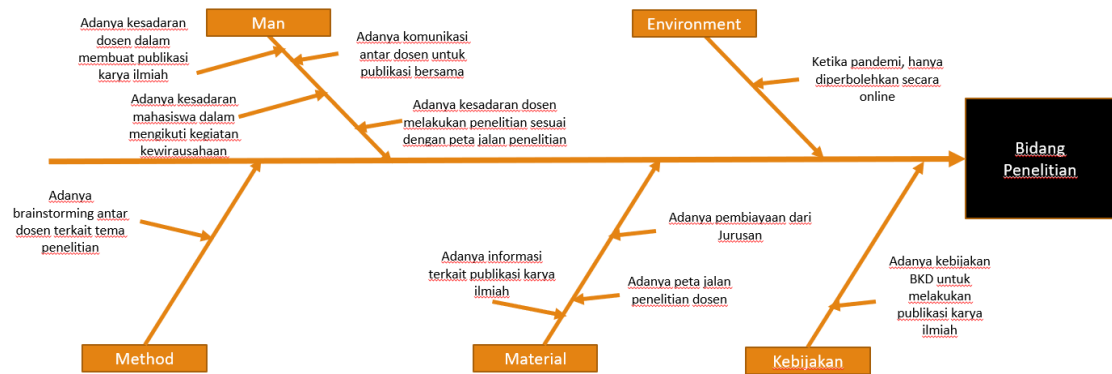 Man
Adanya kesadaran
dosen dalam
membuat publikasi
karya ilmiah
Adanya komunikasi
antar dosen untuk
publikasi bersama
Adanya kesadaran
mahasiswa dalam
mengikuti kegiatan
kewirausahaan
Adanya kesadaran dosen
melakukan penelitian sesuai
dengan peta jalan penelitian
Environment
Ketika pandemi, hanya
diperbolehkan secara
online
Bidang
Penelitian
Adanya
brainstorming antar
dosen terkait tema
penelitian
Method
Adanya informasi
terkait publikasi karya
ilmiah
Adanya pembiayaan dari
Jurusan
Adanya peta jalan
penelitian dosen
Material
Adanya kebijakan
BKD untuk
melakukan
publikasi karya
ilmiah
Kebijakan